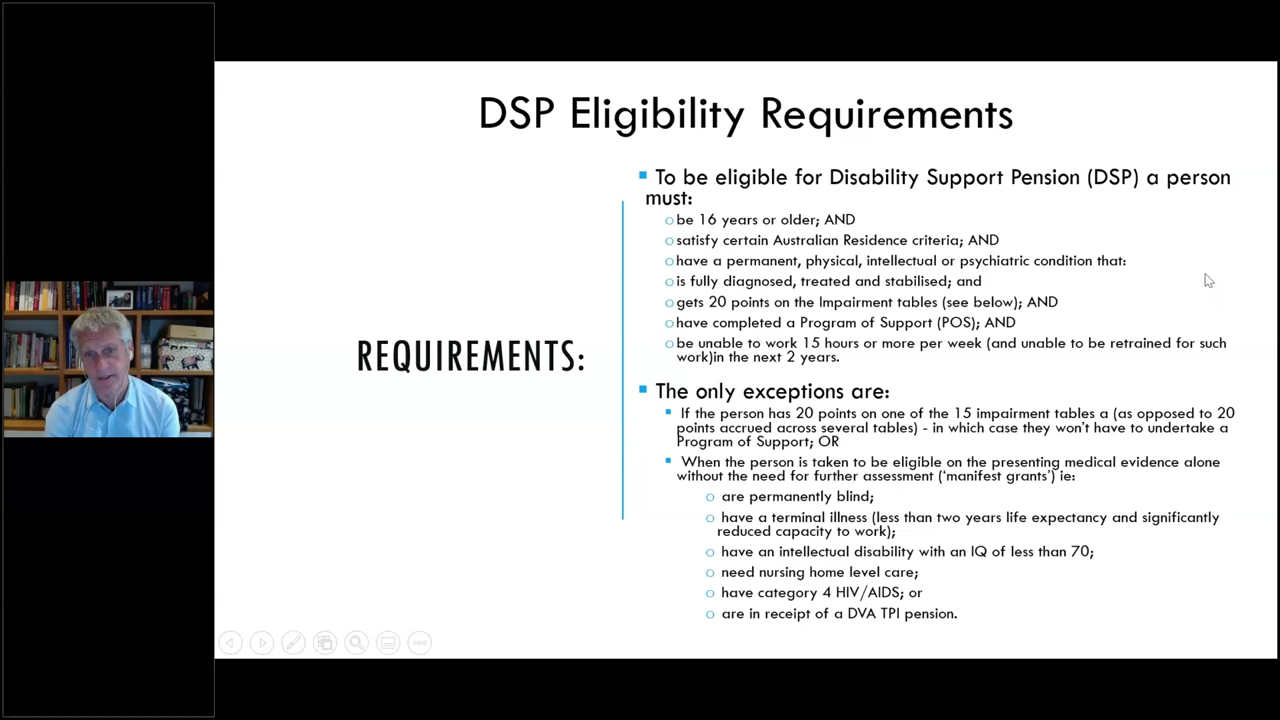 DSP Eligibility Requirements
REQUIREMENTS:
To be eligible for Disability Support Pension (DSP) a person
must:
be 16 years or older; AND
satisfy certain Australian Residence criteria; AND
have a permanent, physical, intellectual or psychiatric condition that:
is fully diagnosed, treated and stabilised; and
gets 20 points on the Impairment tables (see below); AND
have completed a Program of Support (POS); AND
be unable to work 15 hours or more per week (and unable to be retrained for such
work)in the next 2 years.
The only exceptions are:
If the person has 20 points on one of the 15 impairment tables a (as opposed to 20
points accrued across several tables) - in which case they won't have to undertake a
Program of Support; OR
When the person is taken to be eligible on the presenting medical evidence alone
without the need for further assessment ('manifest grants') ie:
are permanently blind;
have a terminal illness (less than two years life expectancy and significantly
reduced capacity to work);
have an intellectual disability with an IQ of less than 70;
need nursing home level care;
have category 4 HIV/AIDS; or
are in receipt of a DVA TPI pension.